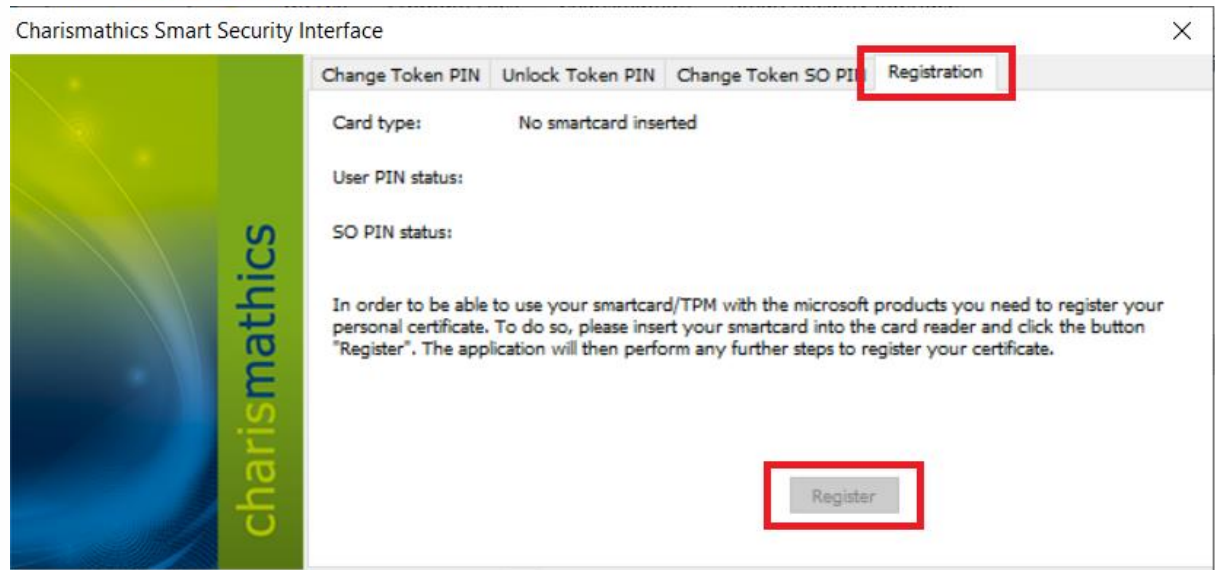 Charismathics Smart Security Interface
Change Token PIN Unlock Token PIN Change Token SO PIN Registration
Card type: No smartcard inserted
User PIN status:
SO PIN status:
In order to be able to use your smartcard/TPM with the microsoft products you need to register your
personal certificate. To do so, please insert your smartcard into the card reader and click the button
"Register". The application will then perform any further steps to register your certificate.
Register
charismathics